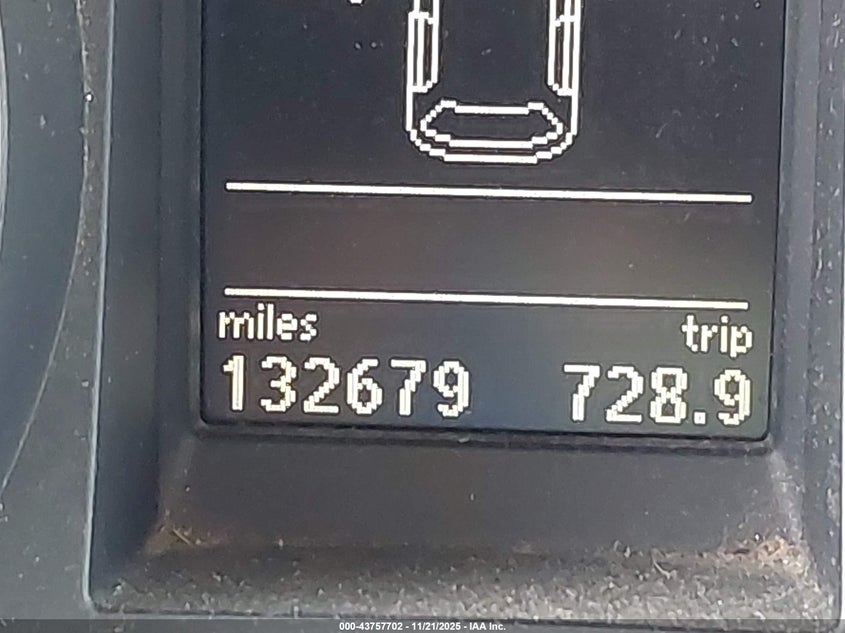 miles trip
132679 728.9
000-43757702 - 11/21/2025 - IAA Inc.